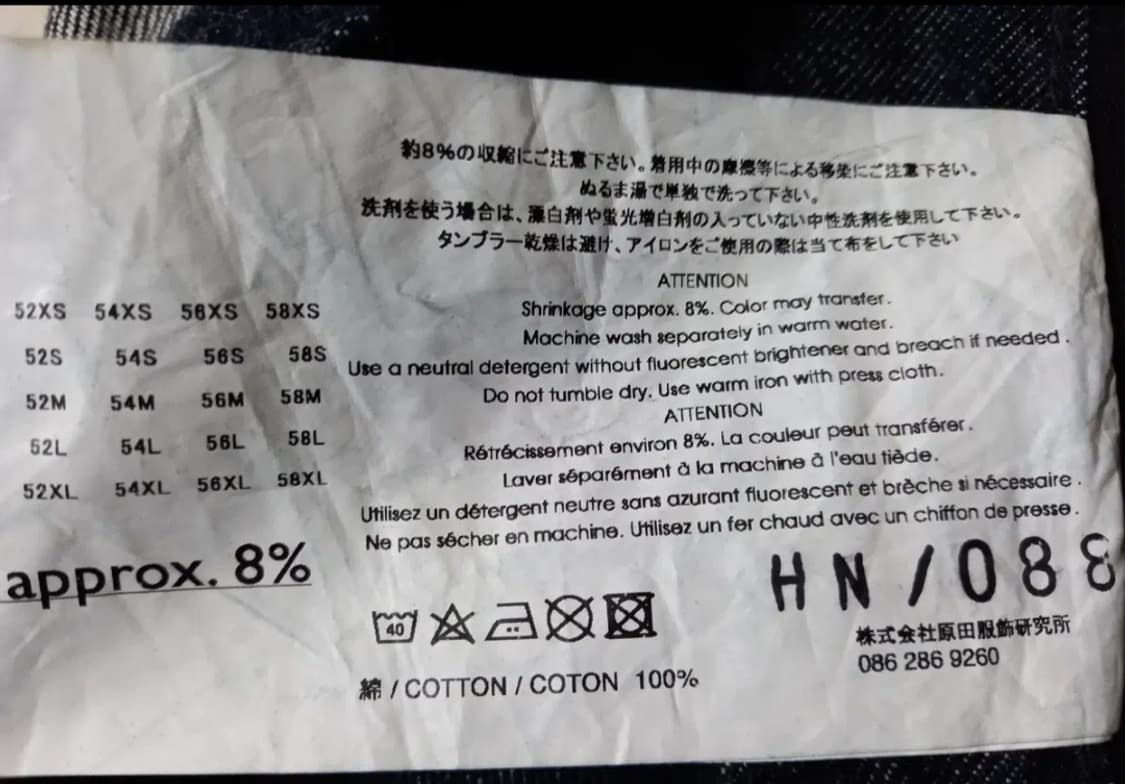 約8%の収縮にご注意下さい。着用中の摩擦等による移染にご注意下さい。
ぬるま湯で単独で洗って下さい。
洗剤を使う場合は、漂白剤や蛍光増白剤の入っていない中性洗剤を使用して下さい。
タンブラー乾燥は避け、アイロンをご使用の際は当て布をして下さい
ATTENTION
Shrinkage approx. 8%. Color may transfer.
Machine wash separately in warm water.
Use a neutral detergent without fluorescent brightener and breach if needed.
Do not tumble dry. Use warm iron with press cloth.
ATTENTION
Rétrécissement environ 8%. La couleur peut transférer.
Laver séparément à la machine à l'eau tiède.
Utilisez un détergent neutre sans azurant fluorescent et brèche si nécessaire.
Ne pas sécher en machine. Utilisez un fer chaud avec un chiffon de presse.
52XS 54XS 56XS 58XS
52S 54S 56S 58S
52M 54M 56M 58M
52L 54L 56L 58L
52XL 54XL 56XL 58XL
approx. 8%
HN/088
40
綿 / COTTON / COTON 100%
株式会社原田服飾研究所
086 286 9260